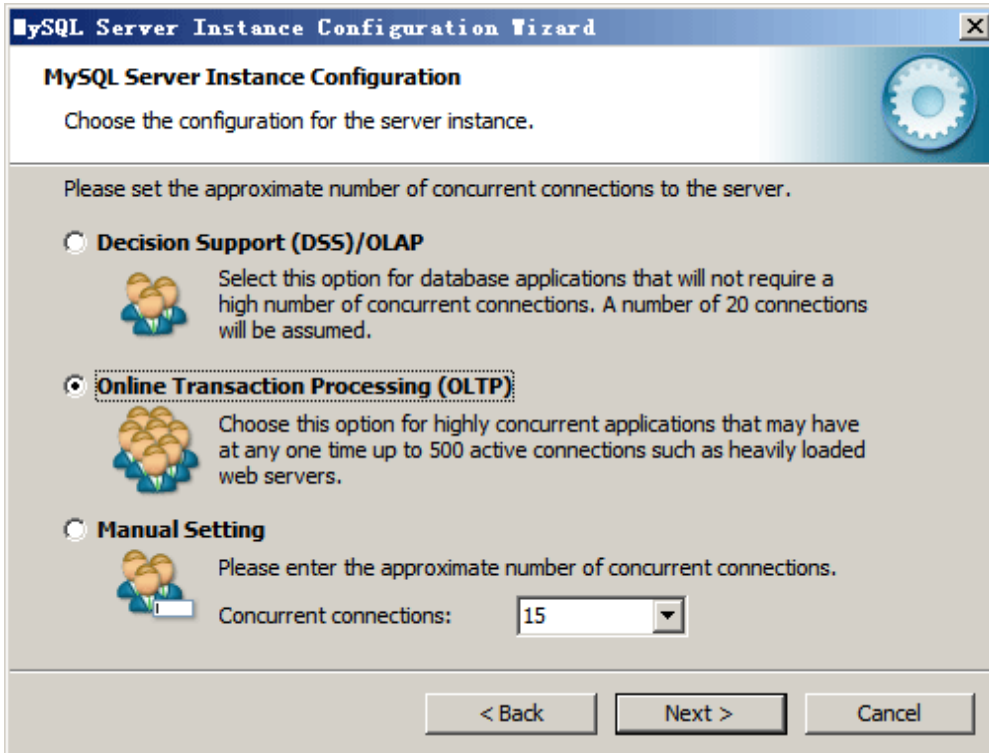 MySQL Server Instance Configuration Wizard
MySQL Server Instance Configuration
Choose the configuration for the server instance.
Please set the approximate number of concurrent connections to the server.
Decision Support (DSS)/OLAP
Select this option for database applications that will not require a
high number of concurrent connections. A number of 20 connections
will be assumed.
Online Transaction Processing (OLTP)
Choose this option for highly concurrent applications that may have
at any one time up to 500 active connections such as heavily loaded
web servers.
Manual Setting
Please enter the approximate number of concurrent connections.
Concurrent connections: 15
< Back Next > Cancel